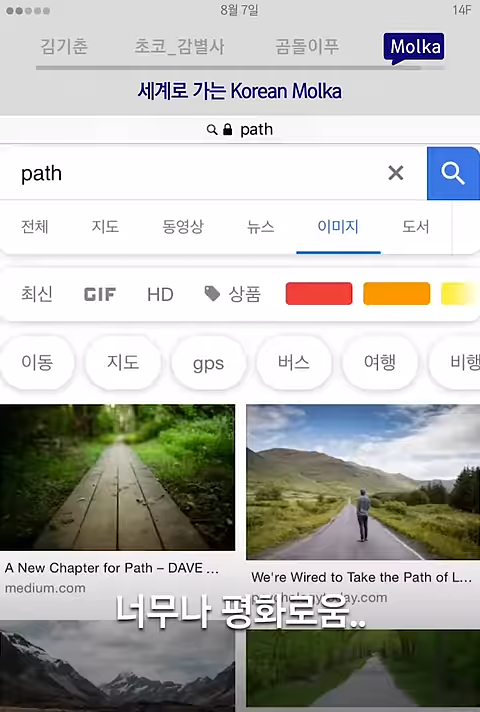 8월 7일 14F
김기춘 초코_감별사 곰돌이푸 Molka
세계로 가는 Korean Molka
path
path
전체 지도 동영상 뉴스 이미지 도서
최신 GIF HD 상품
이동 지도 gps 버스 여행 비행
A New Chapter for Path – DAVE ...
medium.com
We're Wired to Take the Path of L...
너무나 평화로움..